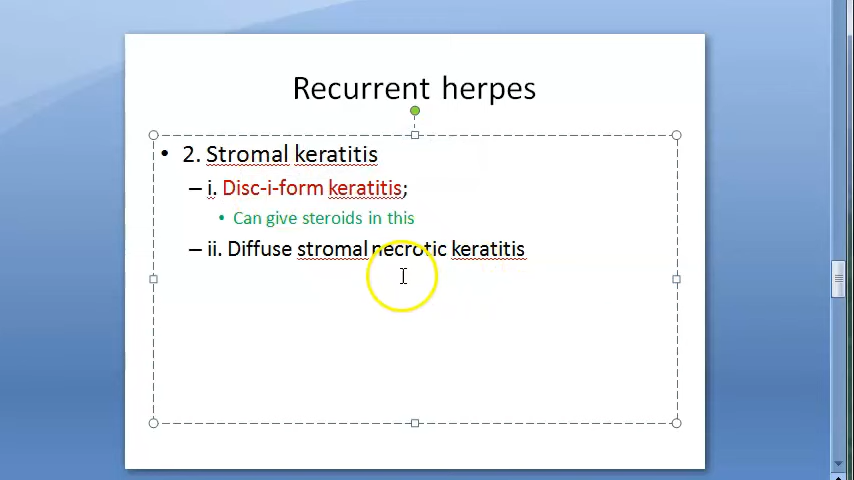 Recurrent herpes
• 2. Stromal keratitis
– i. Disc-i-form keratitis;
• Can give steroids in this
– ii. Diffuse stromal necrotic keratitis